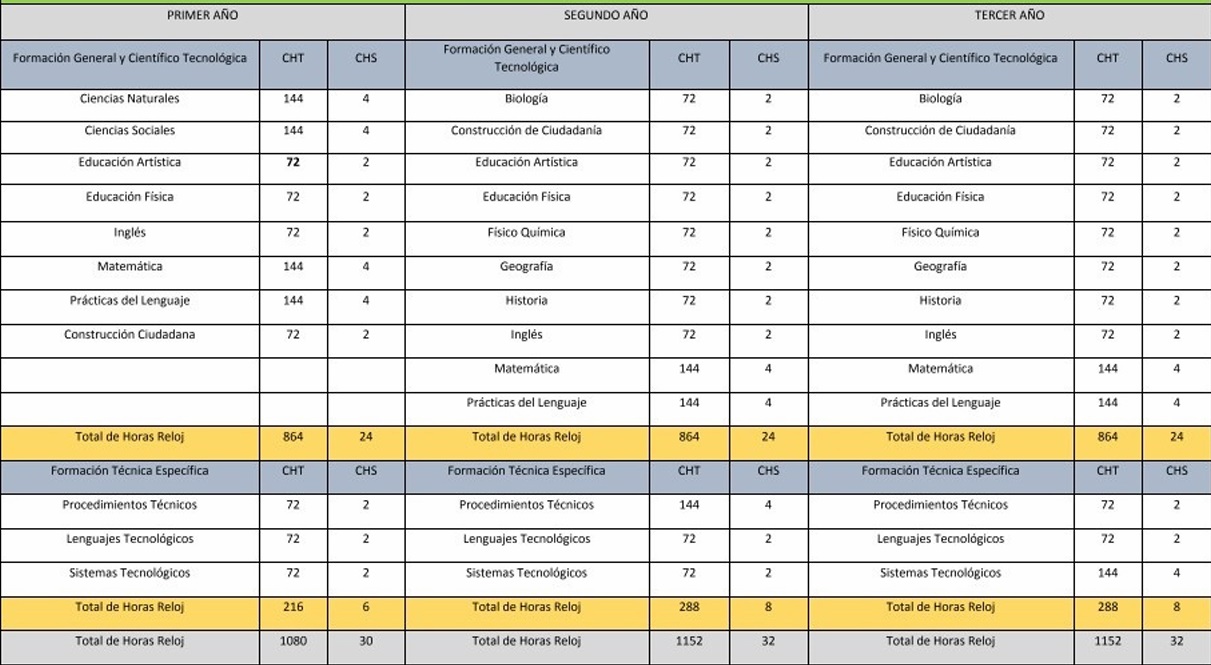 PRIMER AÑO SEGUNDO AÑO TERCER AÑO
Formación General y Científico Tecnológica CHT CHS Formación General y Científico Tecnológica CHT CHS Formación General y Científico Tecnológica CHT CHS
Ciencias Naturales 144 4 Biología 72 2 Biología 72 2
Ciencias Sociales 144 4 Construcción de Ciudadanía 72 2 Construcción de Ciudadanía 72 2
Educación Artística 72 2 Educación Artística 72 2 Educación Artística 72 2
Educación Física 72 2 Educación Física 72 2 Educación Física 72 2
Inglés 72 2 Físico Química 72 2 Físico Química 72 2
Matemática 144 4 Geografía 72 2 Geografía 72 2
Prácticas del Lenguaje 144 4 Historia 72 2 Historia 72 2
Construcción Ciudadana 72 2 Inglés 72 2 Inglés 72 2
Matemática 144 4 Matemática 144 4
Prácticas del Lenguaje 144 4 Prácticas del Lenguaje 144 4
Total de Horas Reloj 864 24 Total de Horas Reloj 864 24 Total de Horas Reloj 864 24
Formación Técnica Específica CHT CHS Formación Técnica Específica CHT CHS Formación Técnica Específica CHT CHS
Procedimientos Técnicos 72 2 Procedimientos Técnicos 144 4 Procedimientos Técnicos 72 2
Lenguajes Tecnológicos 72 2 Lenguajes Tecnológicos 72 2 Lenguajes Tecnológicos 72 2
Sistemas Tecnológicos 72 2 Sistemas Tecnológicos 72 2 Sistemas Tecnológicos 144 4
Total de Horas Reloj 216 6 Total de Horas Reloj 288 8 Total de Horas Reloj 288 8
Total de Horas Reloj 1080 30 Total de Horas Reloj 1152 32 Total de Horas Reloj 1152 32